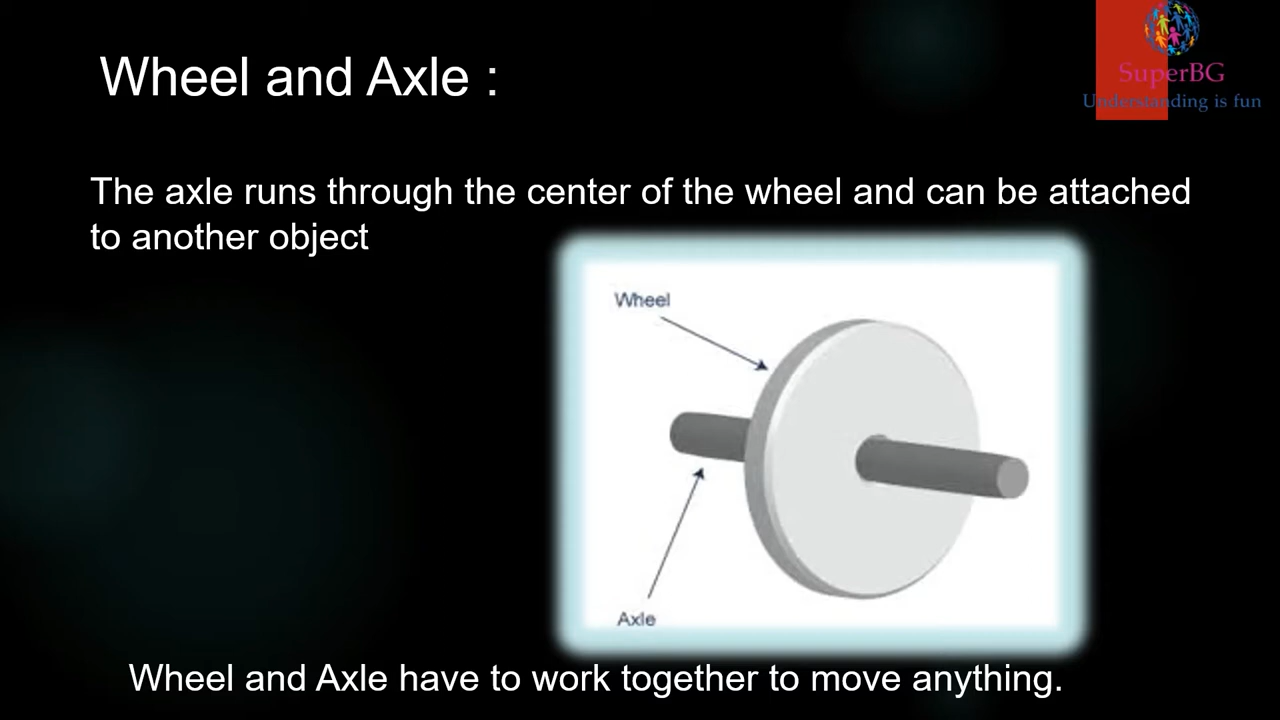 Wheel and Axle :
SuperBG
Understanding is fun
The axle runs through the center of the wheel and can be attached
to another object
Wheel
Axle
Wheel and Axle have to work together to move anything.